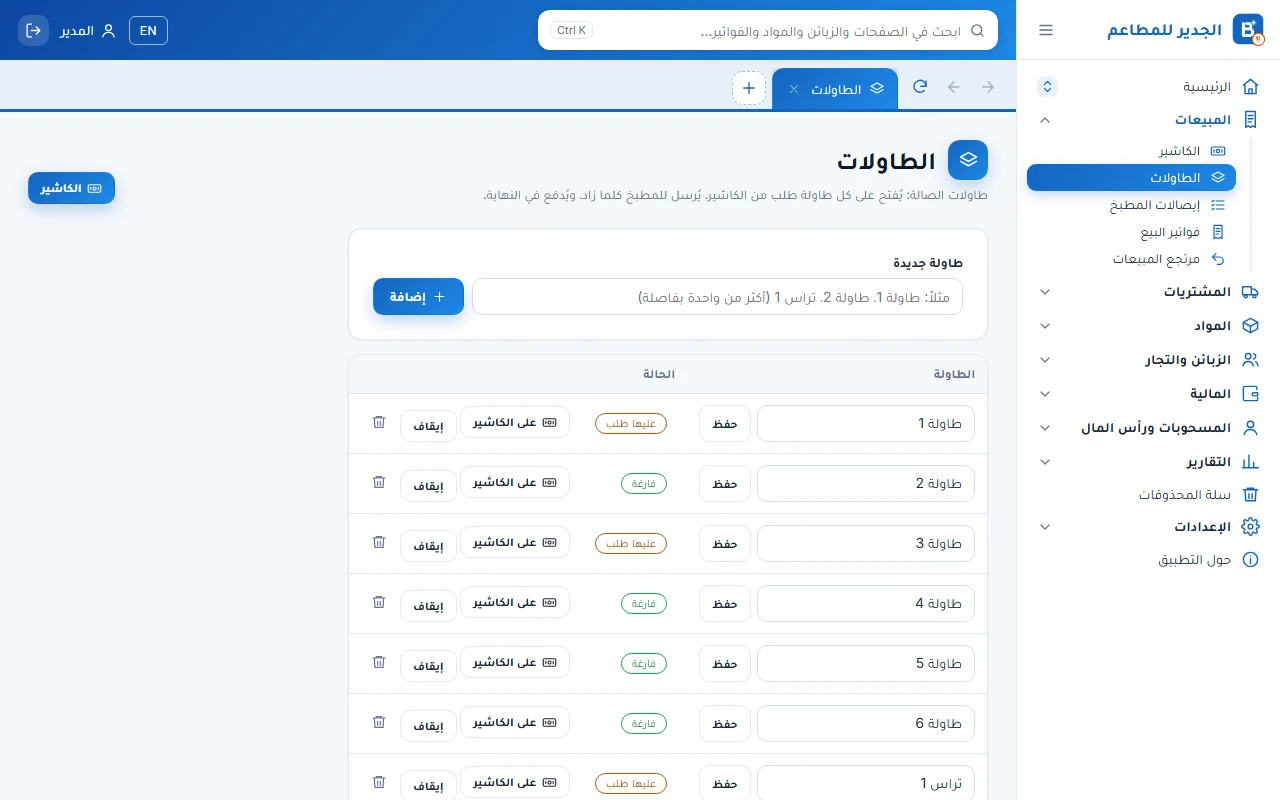 الجدير للمطاعم
ابحث في الصفحات والزبائن والمواد والفواتير...
Ctrl K
EN
المدير
الرئيسية
المبيعات
الكاشير
الطاولات
إيصالات المطبخ
فواتير البيع
مرتجع المبيعات
المشتريات
المواد
الزبائن والتجار
المالية
المسحوبات ورأس المال
التقارير
سلة المحذوفات
الإعدادات
حول التطبيق
الطاولات
الطاولات
الكاشير
طاولات الصالة: يُفتح على كل طاولة طلب من الكاشير، يُرسل للمطبخ كلما زاد، ويُدفع في النهاية.
طاولة جديدة
مثلاً: طاولة 1، طاولة 2، تراس 1 (أكثر من واحدة بفاصلة)
إضافة
الطاولة الحالة
طاولة 1 حفظ عليها طلب على الكاشير إيقاف
طاولة 2 حفظ فارغة على الكاشير إيقاف
طاولة 3 حفظ عليها طلب على الكاشير إيقاف
طاولة 4 حفظ فارغة على الكاشير إيقاف
طاولة 5 حفظ فارغة على الكاشير إيقاف
طاولة 6 حفظ فارغة على الكاشير إيقاف
تراس 1 حفظ عليها طلب على الكاشير إيقاف